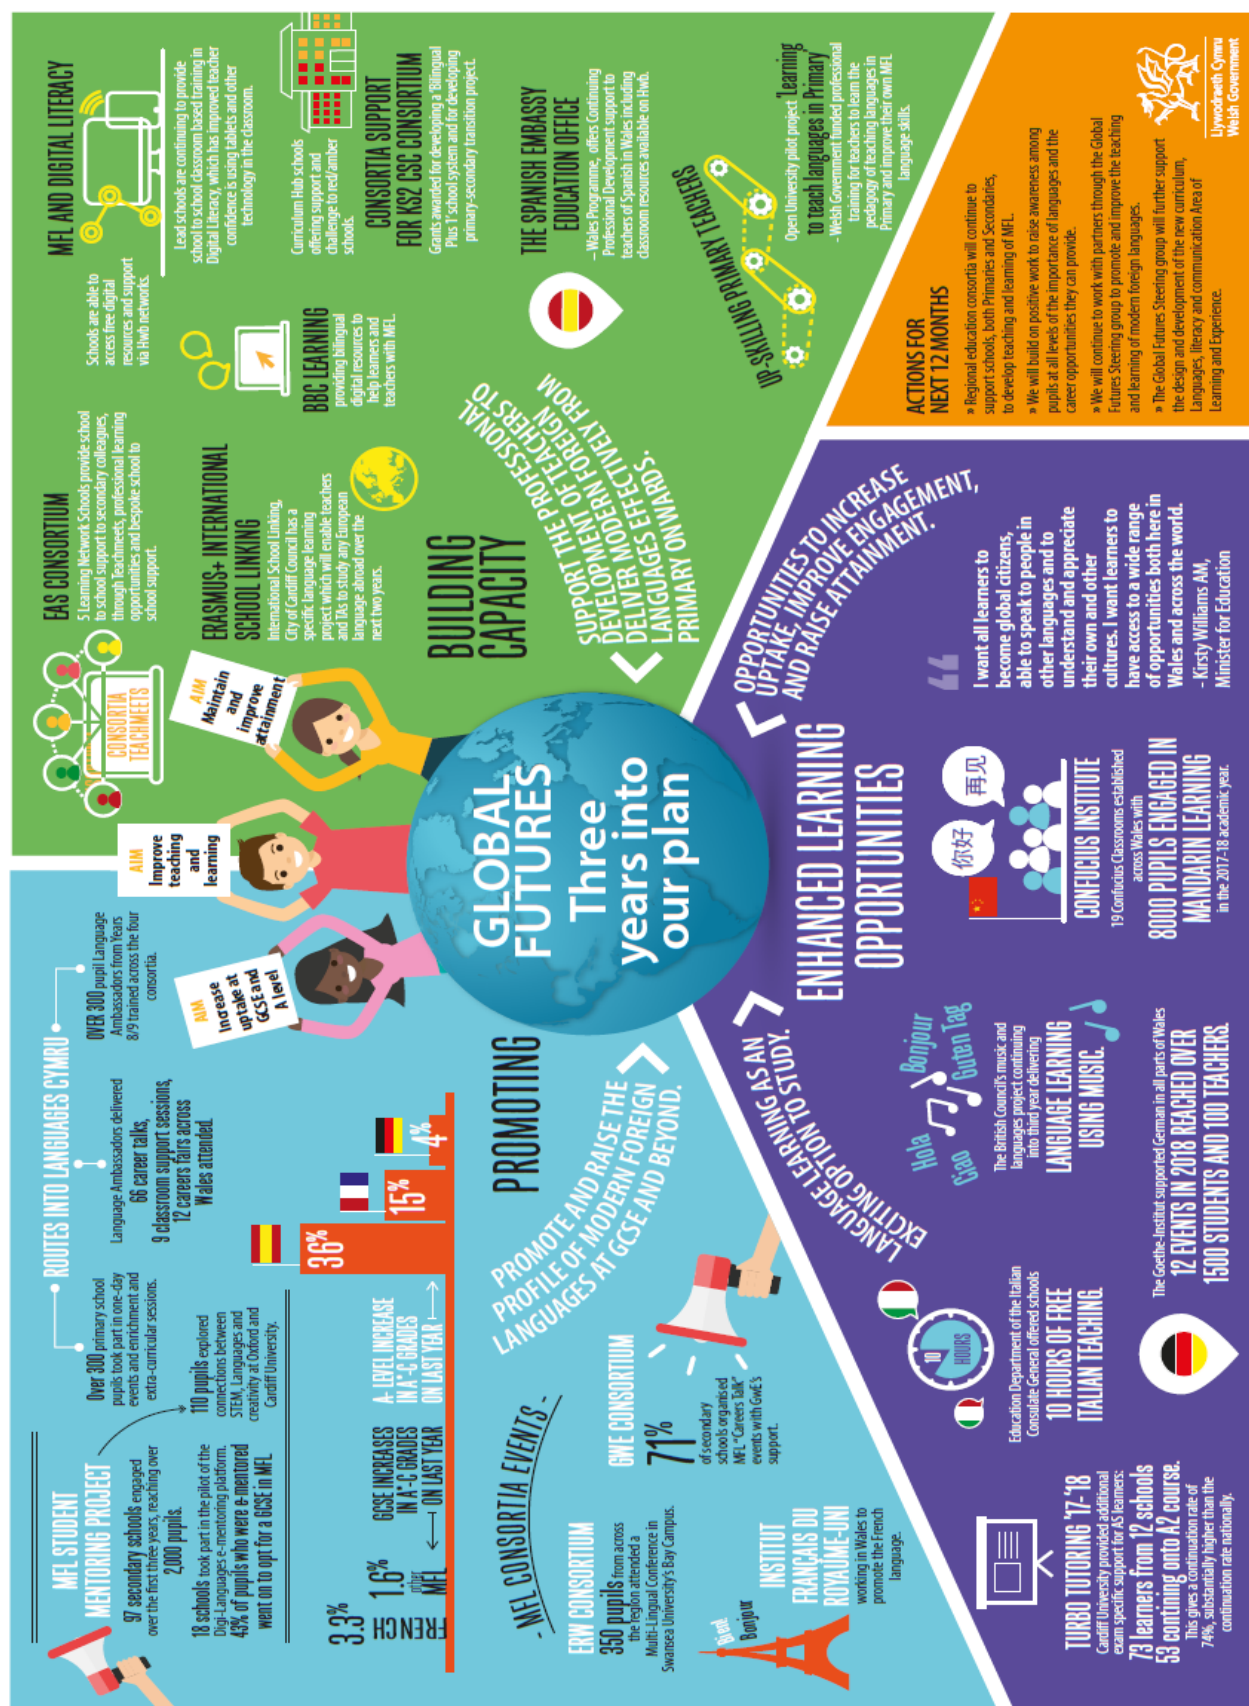 MFL STUDENT
MENTORING PROJECT
97 secondary schools engaged
over the first three years, reaching over
2,000 pupils.
18 schools took part in the pilot of the
Digi-Languages e-mentoring platform.
43% of pupils who were e-mentored
went on to opt for a GCSE in MFL
110 pupils explored
connections between
STEM, Languages and
creativity at Oxford and
Cardiff University.
ROUTES INTO LANGUAGES CYMRU
Over 300 primary school
pupils took part in one-day
events and enrichment and
extra-curricular sessions.
Language Ambassadors delivered
66 career talks,
9 classroom support sessions,
12 careers fairs across
Wales attended.
OVER 300 pupil Language
Ambassadors from Years
8/9 trained across the four
consortia.
3.3%
FRENCH
1.6%
other
MFL
GCSE INCREASES
IN A*-C GRADES
ON LAST YEAR
A-LEVEL INCREASE
IN A*-C GRADES
ON LAST YEAR
36%
15%
4%
- MFL CONSORTIA EVENTS -
ERW CONSORTIUM
350 pupils from across
the region attended a
Multi-Lingual Conference in
Swansea University's Bay Campus.
GWE CONSORTIUM
71%
of secondary
schools organised
MFL "Careers Talk"
events with GwE's
support.
Bienl
Bonjour
INSTITUT
FRANÇAIS DU
ROYAUME-UNI
working in Wales to
promote the French
language.
PROMOTING
PROMOTE AND RAISE THE
PROFILE OF MODERN FOREIGN
LANGUAGES AT GCSE AND BEYOND.
AIM
Increase
uptake at
GCSE and
A level
AIM
Improve
teaching
and
learning
AIM
Maintain
and
improve
attainment
GLOBAL
FUTURES
Three
years into
our plan
CONSORTIA
TEACHMEETS
EAS CONSORTIUM
5 Learning Network Schools provide school
to school support to secondary colleagues,
through Teachmeets, professional learning
opportunities and bespoke school to
school support.
ERASMUS+ INTERNATIONAL
SCHOOL LINKING
International School Linking,
City of Cardiff Council has a
specific language learning
project which will enable teachers
and TAs to study any European
language abroad over the
next two years.
BUILDING
CAPACITY
SUPPORT THE PROFESSIONAL
DEVELOPMENT OF TEACHERS TO
DELIVER MODERN FOREIGN
LANGUAGES EFFECTIVELY FROM
PRIMARY ONWARDS.
Schools are able to
access free digital
resources and support
via Hwb networks.
MFL AND DIGITAL LITERACY
Lead schools are continuing to provide
school to school classroom based training in
Digital Literacy, which has improved teacher
confidence is using tablets and other
technology in the classroom.
BBC LEARNING
providing bilingual
digital resources to
help learners and
teachers with MFL.
Curriculum Hub schools
offering support and
challenge to red/amber
schools.
CONSORTIA SUPPORT
FOR KS2 CSC CONSORTIUM
Grants awarded for developing a 'Bilingual
Plus 1' school system and for developing
primary-secondary transition project.
THE SPANISH EMBASSY
EDUCATION OFFICE
– Wales Programme, offers Continuing
Professional Development support to
teachers of Spanish in Wales including
classroom resources available on Hwb.
UP-SKILLING PRIMARY TEACHERS
Open University pilot project "Learning
to teach languages in Primary"
- Welsh Government funded professional
training for teachers to learn the
pedagogy of teaching languages in
Primary and improve their own MFL
language skills.
TURBO TUTORING '17-'18
Cardiff University provided additional
exam specific support for AS learners:
73 learners from 12 schools
53 contining onto A2 course.
This gives a continuation rate of
74%, substantially higher than the
continuation rate nationally.
10
HOURS
Education Department of the Italian
Consulate General offered schools
10 HOURS OF FREE
ITALIAN TEACHING.
LANGUAGE LEARNING AS AN
EXCITING OPTION TO STUDY.
Hola
Bonjour
Ciao
Guten Tag
The British Council's music and
languages project continuing
into third year delivering
LANGUAGE LEARNING
USING MUSIC.
The Goethe-Institut supported German in all parts of Wales
12 EVENTS IN 2018 REACHED OVER
1500 STUDENTS AND 100 TEACHERS.
ENHANCED LEARNING
OPPORTUNITIES
你好
再见
CONFUCIUS INSTITUTE
19 Confucius Classrooms established
across Wales with
8000 PUPILS ENGAGED IN
MANDARIN LEARNING
in the 2017-18 academic year.
OPPORTUNITIES TO INCREASE
UPTAKE, IMPROVE ENGAGEMENT,
AND RAISE ATTAINMENT.
“
I want all learners to
become global citizens,
able to speak to people in
other languages and to
understand and appreciate
their own and other
cultures. I want learners to
have access to a wide range
of opportunities both here in
Wales and across the world.
- Kirsty Williams AM,
Minister for Education
ACTIONS FOR
NEXT 12 MONTHS
» Regional education consortia will continue to
support schools, both Primaries and Secondaries,
to develop teaching and learning of MFL.
» We will build on positive work to raise awareness among
pupils at all levels of the importance of languages and the
career opportunities they can provide.
» We will continue to work with partners through the Global
Futures Steering group to promote and improve the teaching
and learning of modern foreign languages.
» The Global Futures Steering group will further support
the design and development of the new curriculum,
Languages, literacy and communication Area of
Learning and Experience.
Llywodraeth Cymru
Welsh Government